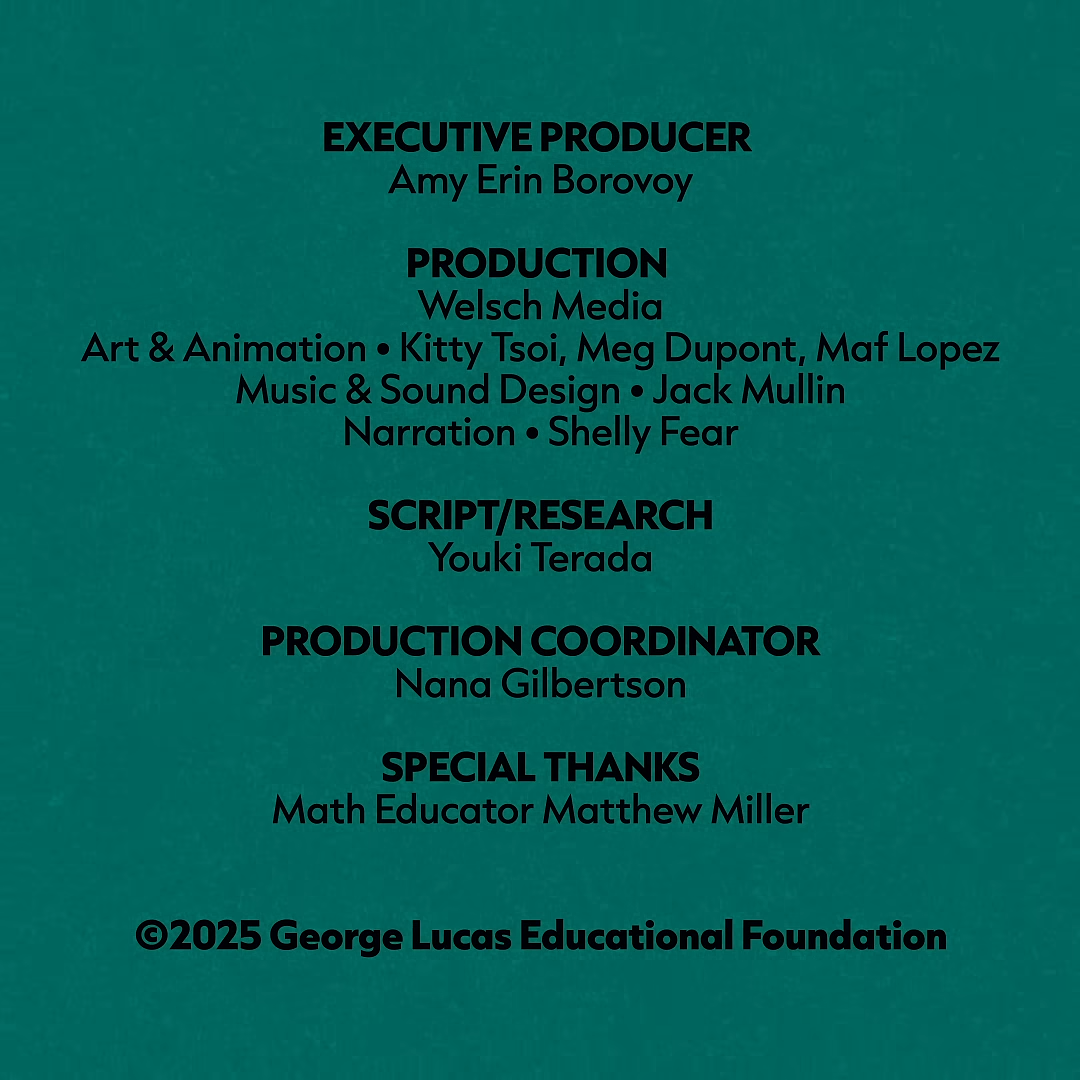 EXECUTIVE PRODUCER
Amy Erin Borovoy
PRODUCTION
Welsch Media
Art & Animation • Kitty Tsoi, Meg Dupont, Maf Lopez
Music & Sound Design • Jack Mullin
Narration • Shelly Fear
SCRIPT/RESEARCH
Youki Terada
PRODUCTION COORDINATOR
Nana Gilbertson
SPECIAL THANKS
Math Educator Matthew Miller
©2025 George Lucas Educational Foundation